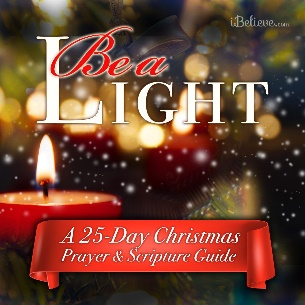 iBelieve.com
Be a
LIGHT
A 25-Day Christmas
Prayer & Scripture Guide